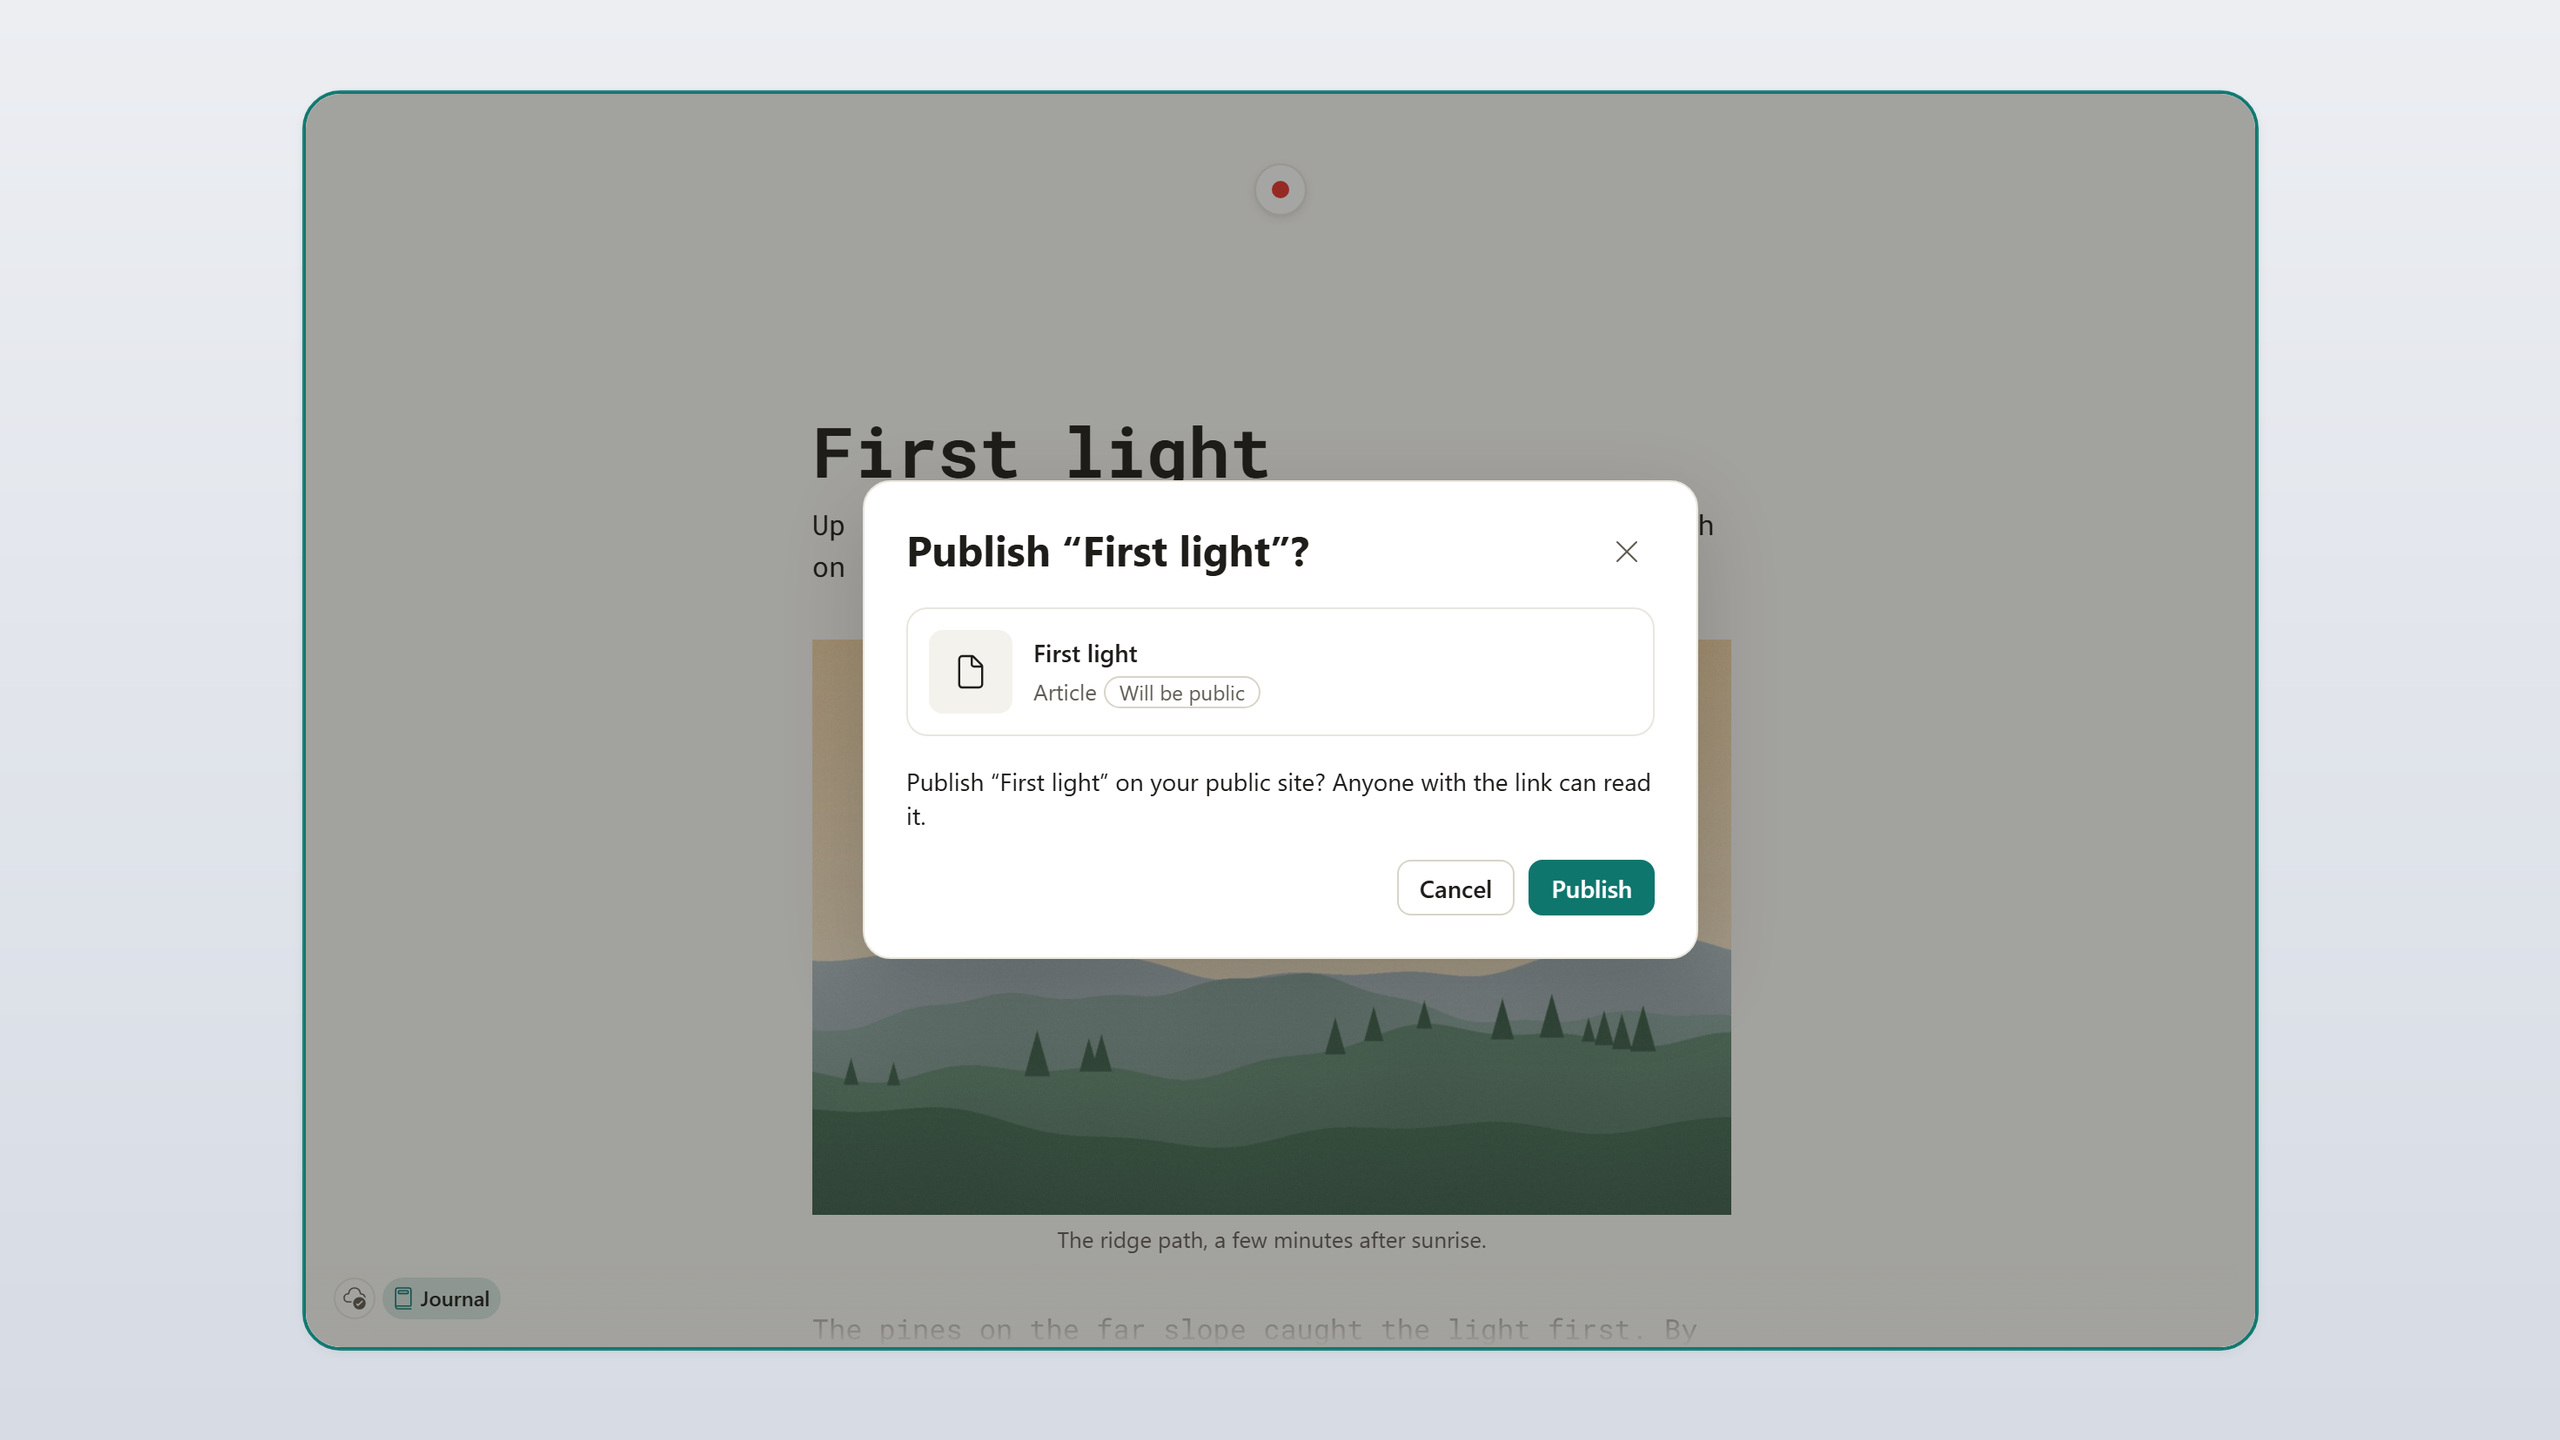 First light
Up
h
on
Publish “First light”?
First light
Article Will be public
Publish “First light” on your public site? Anyone with the link can read
it.
Cancel Publish
The ridge path, a few minutes after sunrise.
Journal
The pines on the far slope caught the light first. By